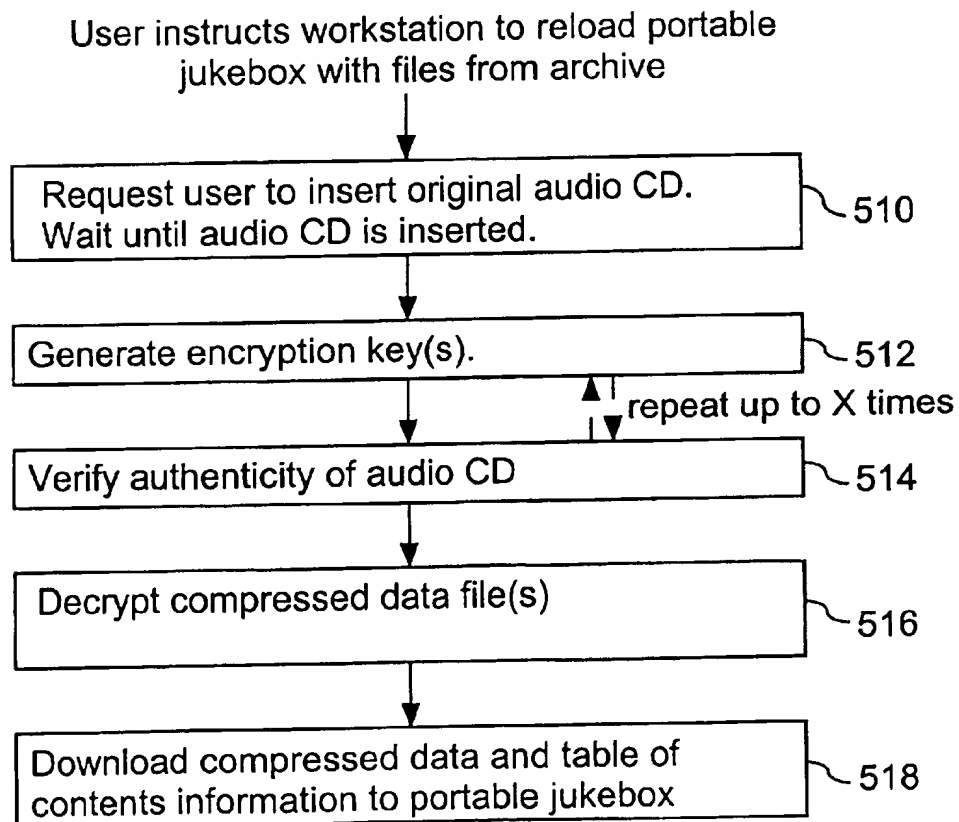 User instructs workstation to reload portable
jukebox with files from archive
Request user to insert original audio CD.
Wait until audio CD is inserted.
510
Generate encryption key(s).
512
repeat up to X times
Verify authenticity of audio CD
514
Decrypt compressed data file(s)
516
Download compressed data and table of
contents information to portable jukebox
518